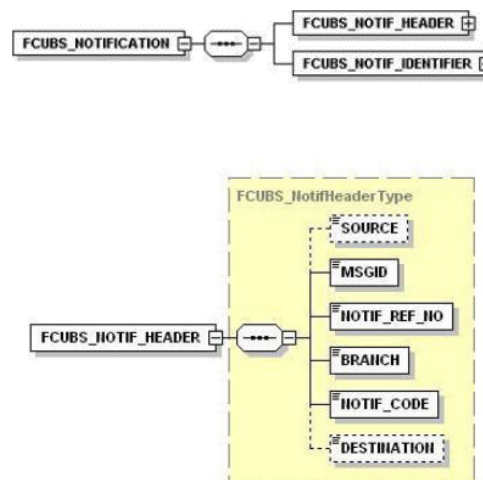 FCUBS_NOTIF_HEADER
FCUBS_NOTIFICATION
FCUBS_NOTIF_IDENTIFIER
FCUBS_NotifHeaderType
SOURCE
MSGID
NOTIF_REF_NO
FCUBS_NOTIF_HEADER
BRANCH
NOTIF_CODE
DESTINATION